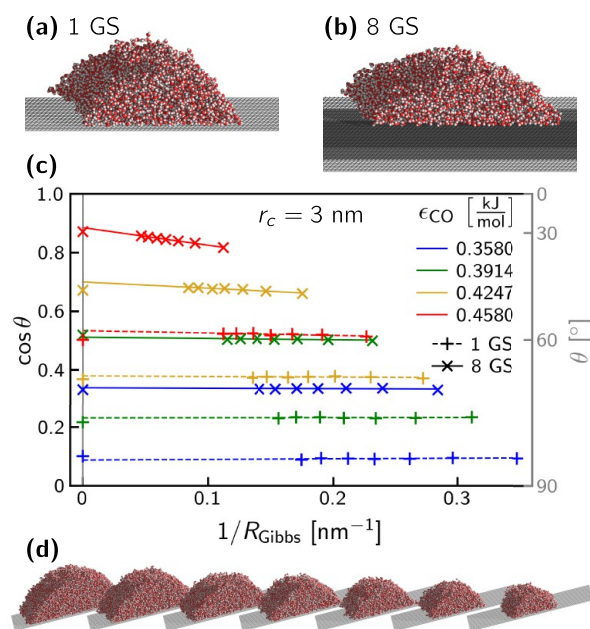 (a) 1 GS
(b) 8 GS
(c)
1.0
0.8
0.6
0.4
0.2
0
cos θ
0
30
60
90
θ [°]
r_c = 3 nm
ϵ_CO [kJ/mol]
0.3580
0.3914
0.4247
0.4580
1 GS
8 GS
0 0.1 0.2 0.3
1/R_Gibbs [nm⁻¹]
(d)